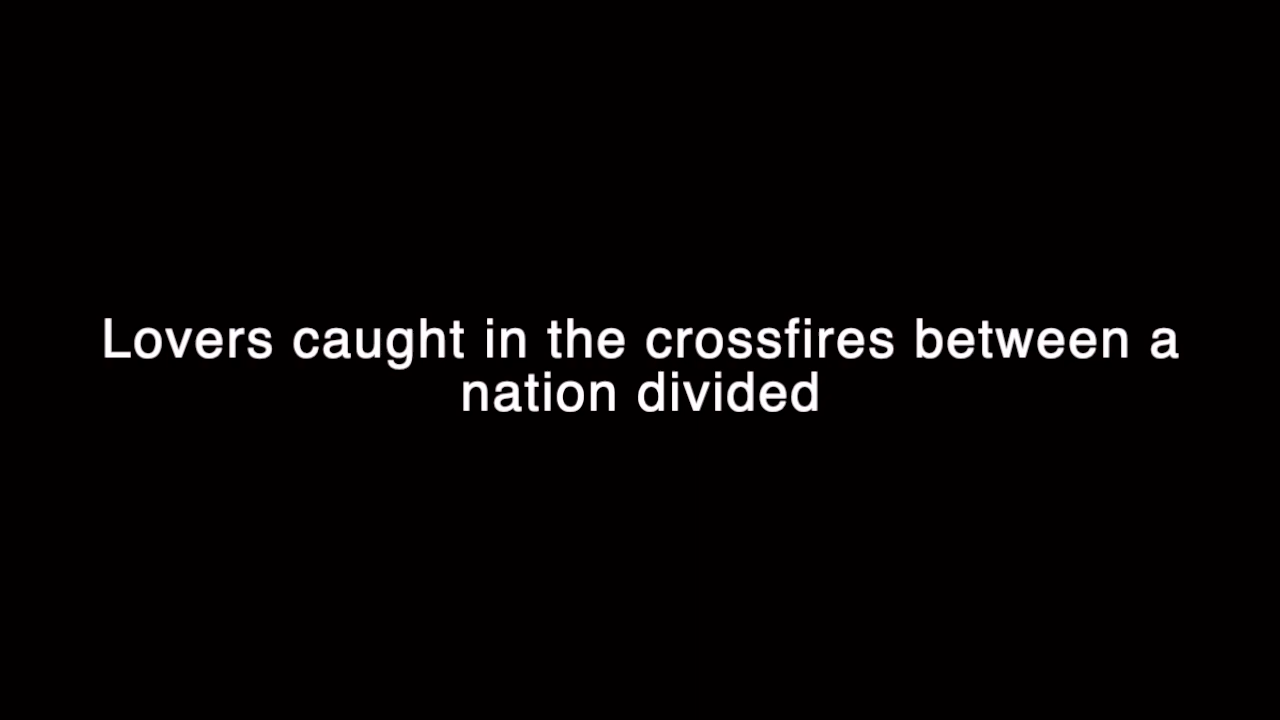 Lovers caught in the crossfires between a
nation divided